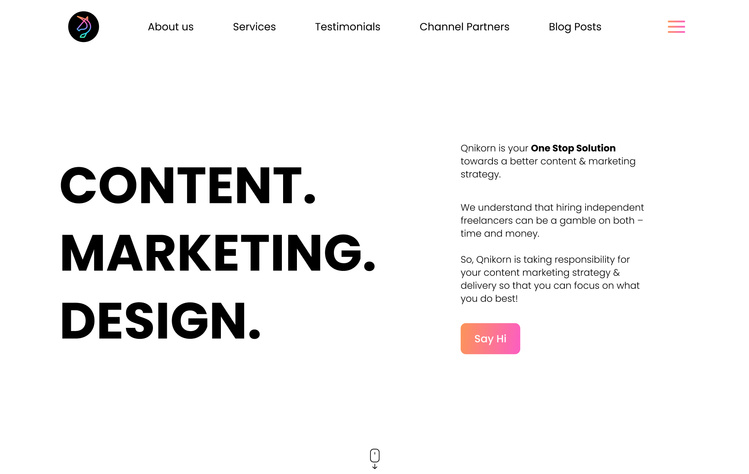 About us
Services
Testimonials
Channel Partners
Blog Posts
CONTENT.
MARKETING.
DESIGN.
Qnikorn is your One Stop Solution
towards a better content & marketing
strategy.
We understand that hiring independent
freelancers can be a gamble on both –
time and money.
So, Qnikorn is taking responsibility for
your content marketing strategy &
delivery so that you can focus on what
you do best!
Say Hi